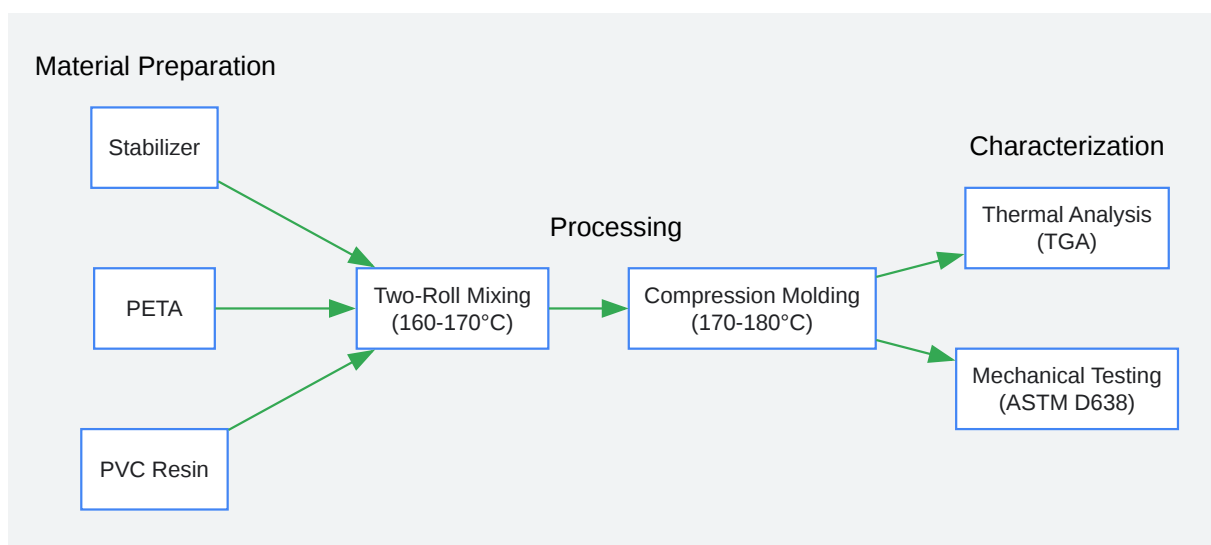 Material Preparation
Stabilizer
PETA
PVC Resin
Processing
Two-Roll Mixing
(160-170°C)
Compression Molding
(170-180°C)
Characterization
Thermal Analysis
(TGA)
Mechanical Testing
(ASTM D638)